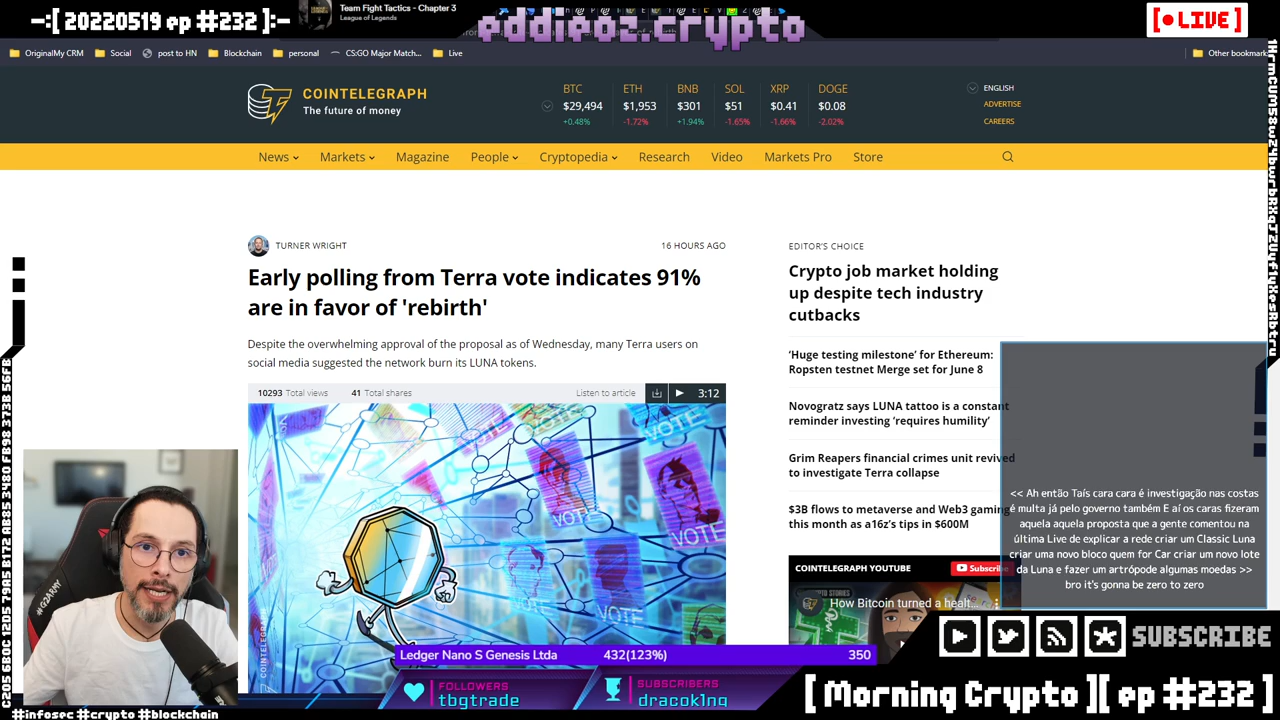 -:[ 20220519 ep #232 ]:-
Team Fight Tactics - Chapter 3
League of Legends
eddieoz.crypto
[ LIVE ]
OriginalMy CRM
Social
post to HN
Blockchain
personal
CS:GO Major Match...
Live
Other bookmark
COINTELEGRAPH
The future of money
BTC ETH BNB SOL XRP DOGE
$29,494 $1,953 $301 $51 $0.41 $0.08
+0.48% -1.72% +1.94% -1.65% -1.66% -2.02%
ENGLISH
ADVERTISE
CAREERS
News Markets Magazine People Cryptopedia Research Video Markets Pro Store
TURNER WRIGHT
16 HOURS AGO
Early polling from Terra vote indicates 91%
are in favor of 'rebirth'
Despite the overwhelming approval of the proposal as of Wednesday, many Terra users on
social media suggested the network burn its LUNA tokens.
10293 Total views
41 Total shares
Listen to article
3:12
VOTE
VOTE
VOTE
VOTE
VOTE
COINTELEGRAPH
EDITOR'S CHOICE
Crypto job market holding
up despite tech industry
cutbacks
‘Huge testing milestone’ for Ethereum:
Ropsten testnet Merge set for June 8
Novogratz says LUNA tattoo is a constant
reminder investing ‘requires humility’
Grim Reapers financial crimes unit revived
to investigate Terra collapse
$3B flows to metaverse and Web3 gaming
this month as a16z's tips in $600M
COINTELEGRAPH YOUTUBE
Subscribe
CRYPTO STORIES
How Bitcoin turned a healt...
<< Ah então Taís cara cara é investigação nas costas
é multa já pelo governo também E aí os caras fizeram
aquela aquela proposta que a gente comentou na
última Live de explicar a rede criar um Classic Luna
criar uma novo bloco quem for Car criar um novo lote
da Luna e fazer um artrópode algumas moedas >>
bro it's gonna be zero to zero
#G2ARMY
Ledger Nano S Genesis Ltda
432(123%)
350
FOLLOWERS
tbgtrade
SUBSCRIBERS
dracok1ng
SUBSCRIBE
[ Morning Crypto ][ ep #232 ]
#infosec #crypto #blockchain